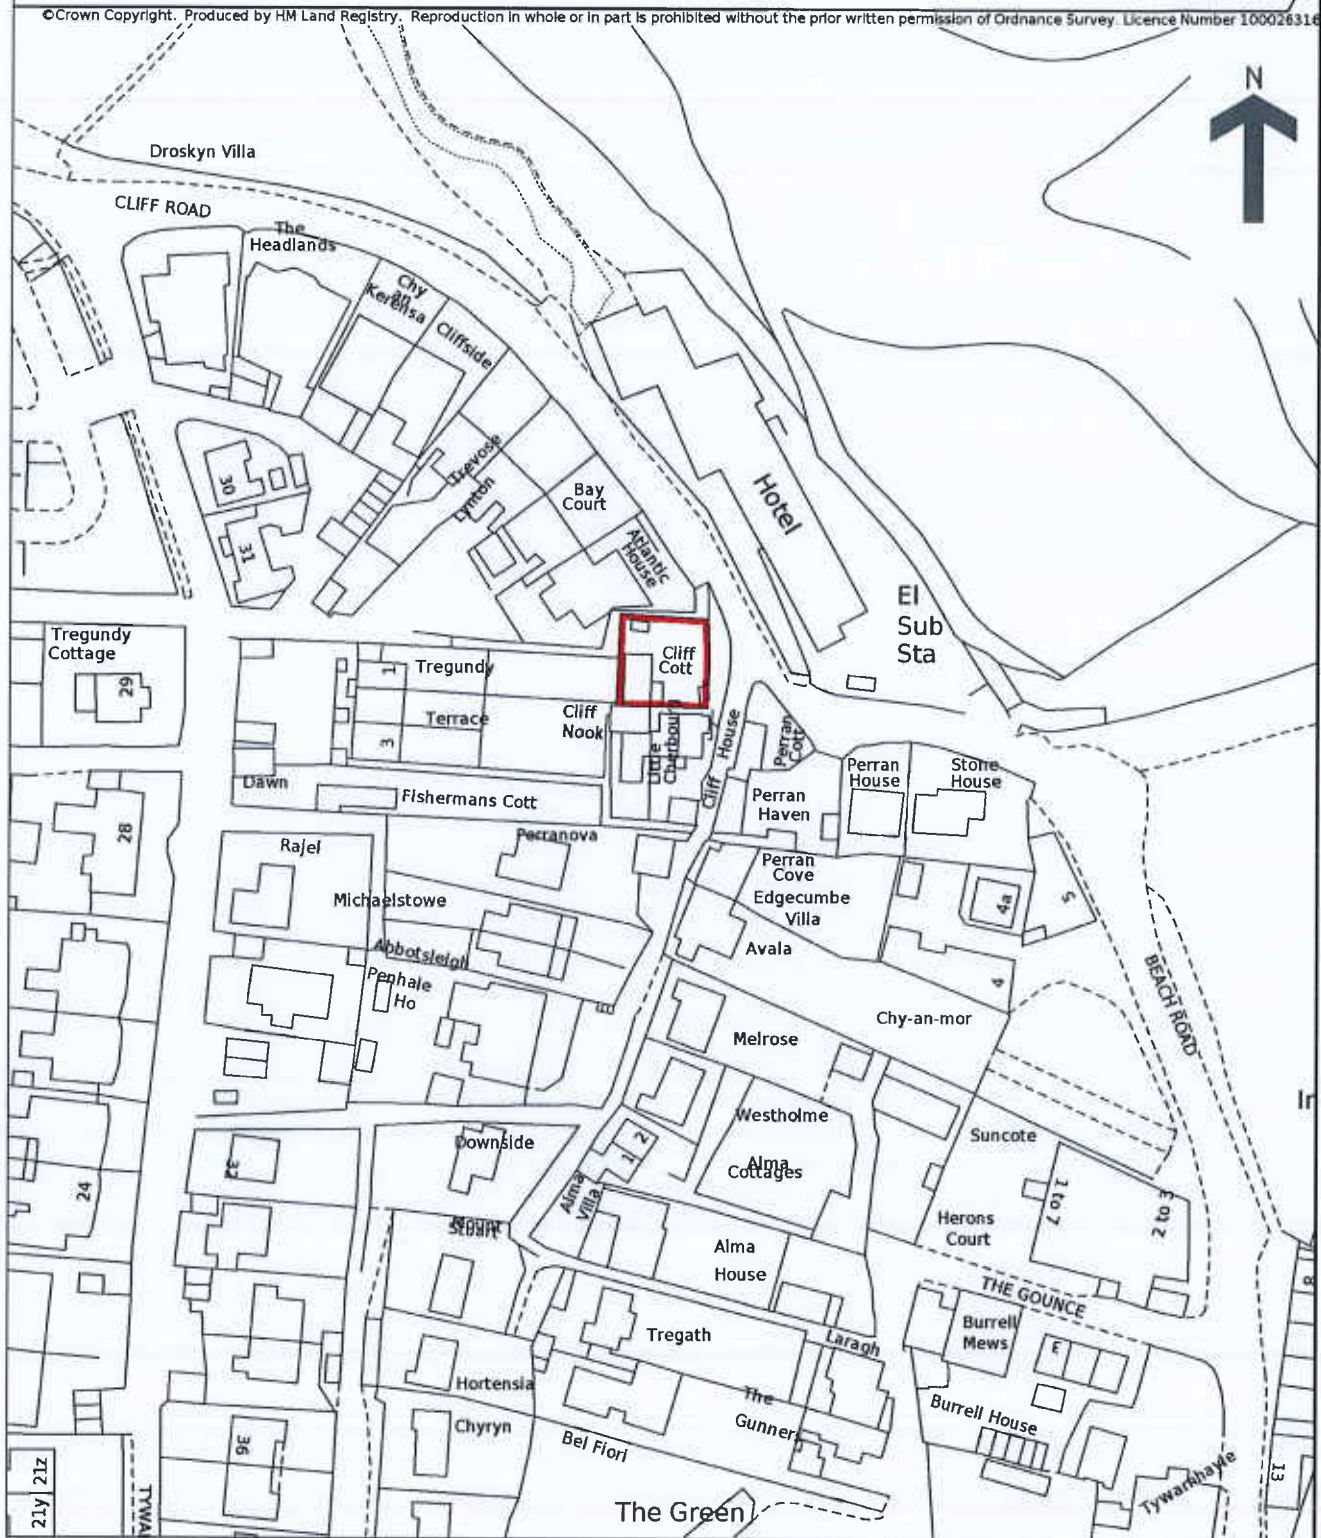 ©Crown Copyright. Produced by HM Land Registry. Reproduction in whole or in part is prohibited without the prior written permission of Ordnance Survey. Licence Number 100026316
N
Droskyn Villa
CLIFF ROAD
The
Headlands
Chy
an
Kerensa
Cliffside
Trevose
Lynton
Bay
Court
Atlantic
House
Hotel
30
31
El
Sub
Sta
Tregundy
Cottage
29
1
Tregundy
Terrace
3
Cliff
Cott
Cliff
Nook
Little
Cherbourg
Cliff House
Perran
Cott
Perran
House
Stone
House
Dawn
Fishermans Cott
Perran
Haven
28
Rajel
Perranova
Perran
Cove
Edgecumbe
Villa
4a
5
Michaelstowe
Abbotsleigh
Avala
Penhale
Ho
4
BEACH ROAD
Chy-an-mor
Melrose
Westholme
Alma
Cottages
Suncote
Downside
1
2
32
24
Alma
Villa
1 to 7
2 to 3
Mount
Stuart
Herons
Court
Alma
House
THE GOUNCE
8
Tregath
Laragh
Burrell
Mews
E
Hortensia
The
Gunner
Burrell House
Chyryn
36
Bel Fiori
21y
21z
13
Tywarnhayle
The Green